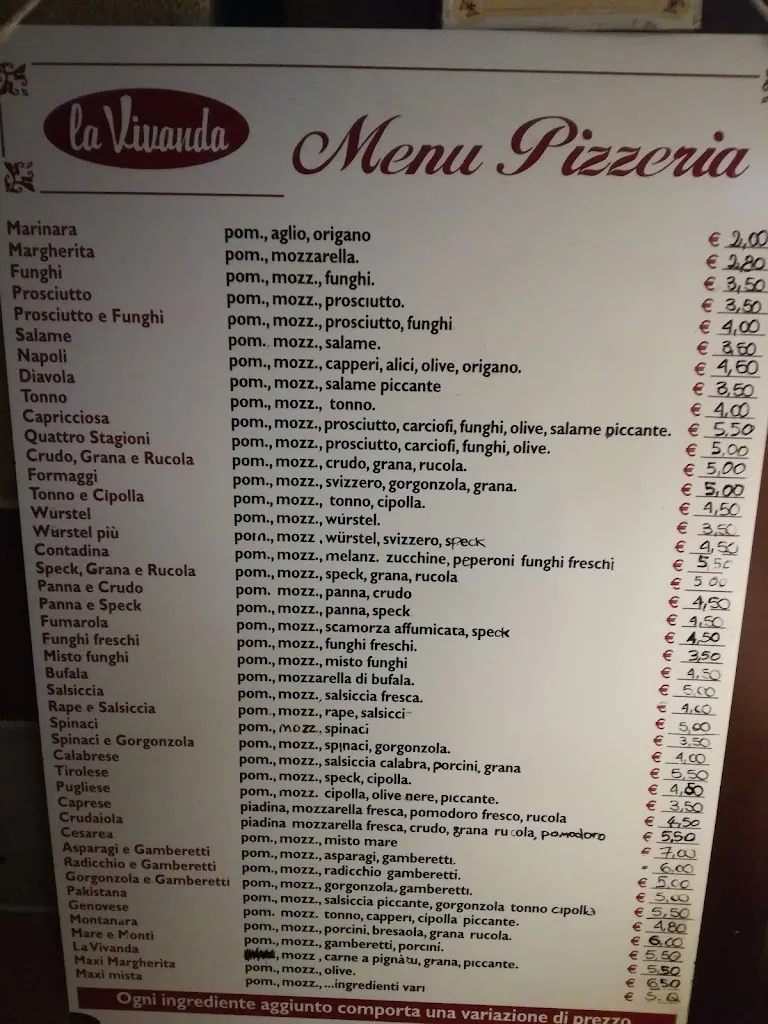 la Vivanda
Menu Pizzeria
Marinara pom., aglio, origano € 2,00
Margherita pom., mozzarella. € 2,80
Funghi pom., mozz., funghi. € 3,50
Prosciutto pom., mozz., prosciutto. € 3,50
Prosciutto e Funghi pom., mozz., prosciutto, funghi € 4,00
Salame pom., mozz., salame. € 3,50
Napoli pom., mozz., capperi, alici, olive, origano. € 4,50
Diavola pom., mozz., salame piccante € 3,50
Tonno pom., mozz., tonno. € 4,00
Capricciosa pom., mozz., prosciutto, carciofi, funghi, olive, salame piccante. € 5,50
Quattro Stagioni pom., mozz., prosciutto, carciofi, funghi, olive. € 5,00
Crudo, Grana e Rucola pom., mozz., crudo, grana, rucola. € 5,00
Formaggi pom., mozz., svizzero, gorgonzola, grana. € 5,00
Tonno e Cipolla pom., mozz., tonno, cipolla. € 4,50
Würstel pom., mozz., würstel. € 3,50
Würstel più pom., mozz., würstel, svizzero, speck € 4,50
Contadina pom., mozz., melanz. zucchine, peperoni funghi freschi € 5,50
Speck, Grana e Rucola pom., mozz., speck, grana, rucola € 5,00
Panna e Crudo pom. mozz., panna, crudo € 4,50
Panna e Speck pom., mozz., panna, speck € 4,50
Fumarola pom., mozz., scamorza affumicata, speck € 4,50
Funghi freschi pom., mozz., funghi freschi. € 3,50
Misto funghi pom., mozz., misto funghi € 4,50
Bufala pom., mozzarella di bufala. € 5,00
Salsiccia pom., mozz., salsiccia fresca. € 4,00
Rape e Salsiccia pom., mozz., rape, salsicci € 5,00
Spinaci pom., mozz., spinaci € 3,50
Spinaci e Gorgonzola pom., mozz., spinaci, gorgonzola. € 4,00
Calabrese pom., mozz., salsiccia calabra, porcini, grana € 5,50
Tirolese pom., mozz., speck, cipolla. € 4,50
Pugliese pom., mozz. cipolla, olive nere, piccante. € 3,50
Caprese piadina, mozzarella fresca, pomodoro fresco, rucola € 4,50
Crudaiola piadina mozzarella fresca, crudo, grana rucola, pomodoro € 5,50
Cesarea pom., mozz., misto mare € 7,00
Asparagi e Gamberetti pom., mozz., asparagi, gamberetti. 6,00
Radicchio e Gamberetti pom., mozz., radicchio gamberetti. € 5,00
Gorgonzola e Gamberetti pom., mozz., gorgonzola, gamberetti. € 5,00
Pakistana pom., mozz., salsiccia piccante, gorgonzola tonno cipolla € 5,50
Genovese pom. mozz. tonno, capperi, cipolla piccante. € 4,80
Montanara pom., mozz., porcini, bresaola, grana rucola. € 6,00
Mare e Monti pom., mozz., gamberetti, porcini. € 5,50
La Vivanda , mozz , carne a pignàtu, grana, piccante. € 5,50
Maxi Margherita pom., mozz., olive. € 6,50
Maxi mista pom., mozz., ...ingredienti vari €
Ogni ingrediente aggiunto comporta una variazione di prezzo